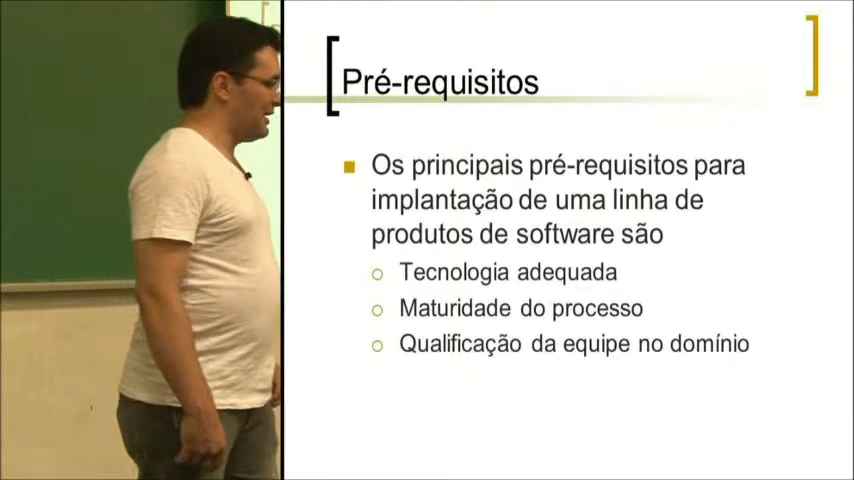 Pré-requisitos
Os principais pré-requisitos para
implantação de uma linha de
produtos de software são
Tecnologia adequada
Maturidade do processo
Qualificação da equipe no domínio